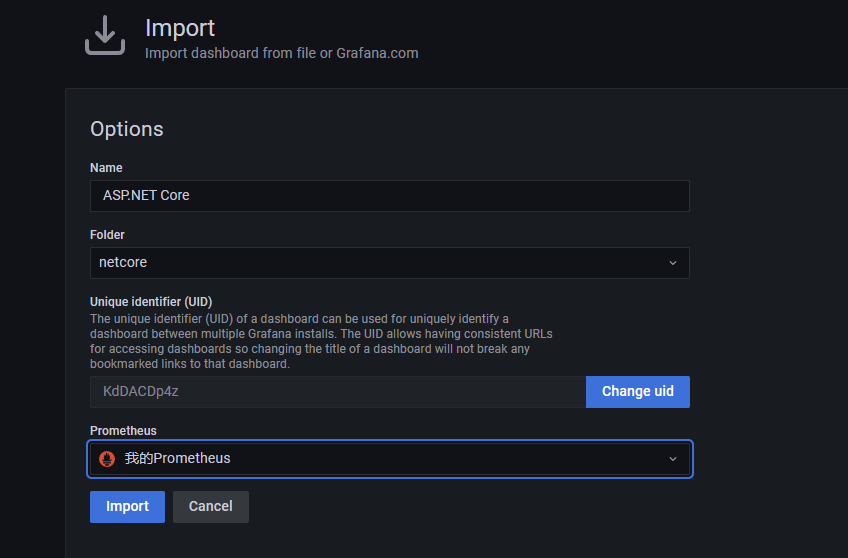 Import
Import dashboard from file or Grafana.com
Options
Name
ASP.NET Core
Folder
netcore
Unique identifier (UID)
The unique identifier (UID) of a dashboard can be used for uniquely identify a
dashboard between multiple Grafana installs. The UID allows having consistent URLs
for accessing dashboards so changing the title of a dashboard will not break any
bookmarked links to that dashboard.
KdDACDp4z
Change uid
Prometheus
我的Prometheus
Import
Cancel